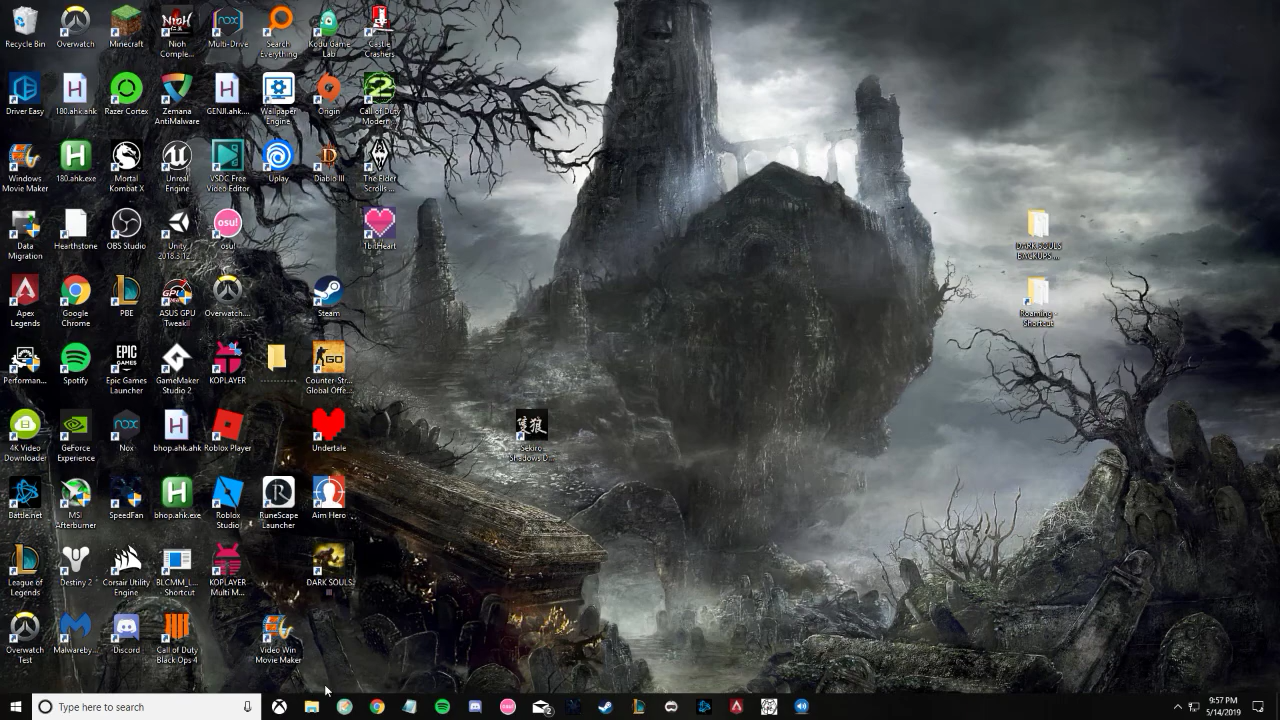 Recycle Bin
Overwatch
Minecraft
Nioh Comple...
Multi-Drive
Search Everything
Kodu Game Lab
Castle Crashers
Driver Easy
180.ahk.ahk
Razer Cortex
Zemana AntiMalware
GENJI.ahk....
Wallpaper Engine
Origin
Call of Duty Modern...
Windows Movie Maker
180.ahk.exe
Mortal Kombat X
Unreal Engine
VSDC Free Video Editor
Uplay
Diablo III
The Elder Scrolls ...
Data Migration
Hearthstone
OBS Studio
Unity 2018.3.12...
osu!
TbitHeart
DARK SOULS BACKUPS...
Apex Legends
Google Chrome
PBE
ASUS GPU TweakII
Overwatch....
Steam
Roaming - Shortcut
Performan...
Spotify
Epic Games Launcher
GameMaker Studio 2
KOPLAYER
------------
Counter-Str... Global Offe...
4K Video Downloader
GeForce Experience
Nox
bhop.ahk.ahk
Roblox Player
Undertale
隻狼
Sekiro Shadows D...
Battle.net
MSI Afterburner
SpeedFan
bhop.ahk.exe
Roblox Studio
RuneScape Launcher
Aim Hero
League of Legends
Destiny 2
Corsair Utility Engine
BLCMM_L... - Shortcut
KOPLAYER Multi M...
DARK SOULS III
Overwatch Test
Malwareby...
Discord
Call of Duty Black Ops 4
Video Win Movie Maker
Type here to search
9:57 PM
5/14/2019